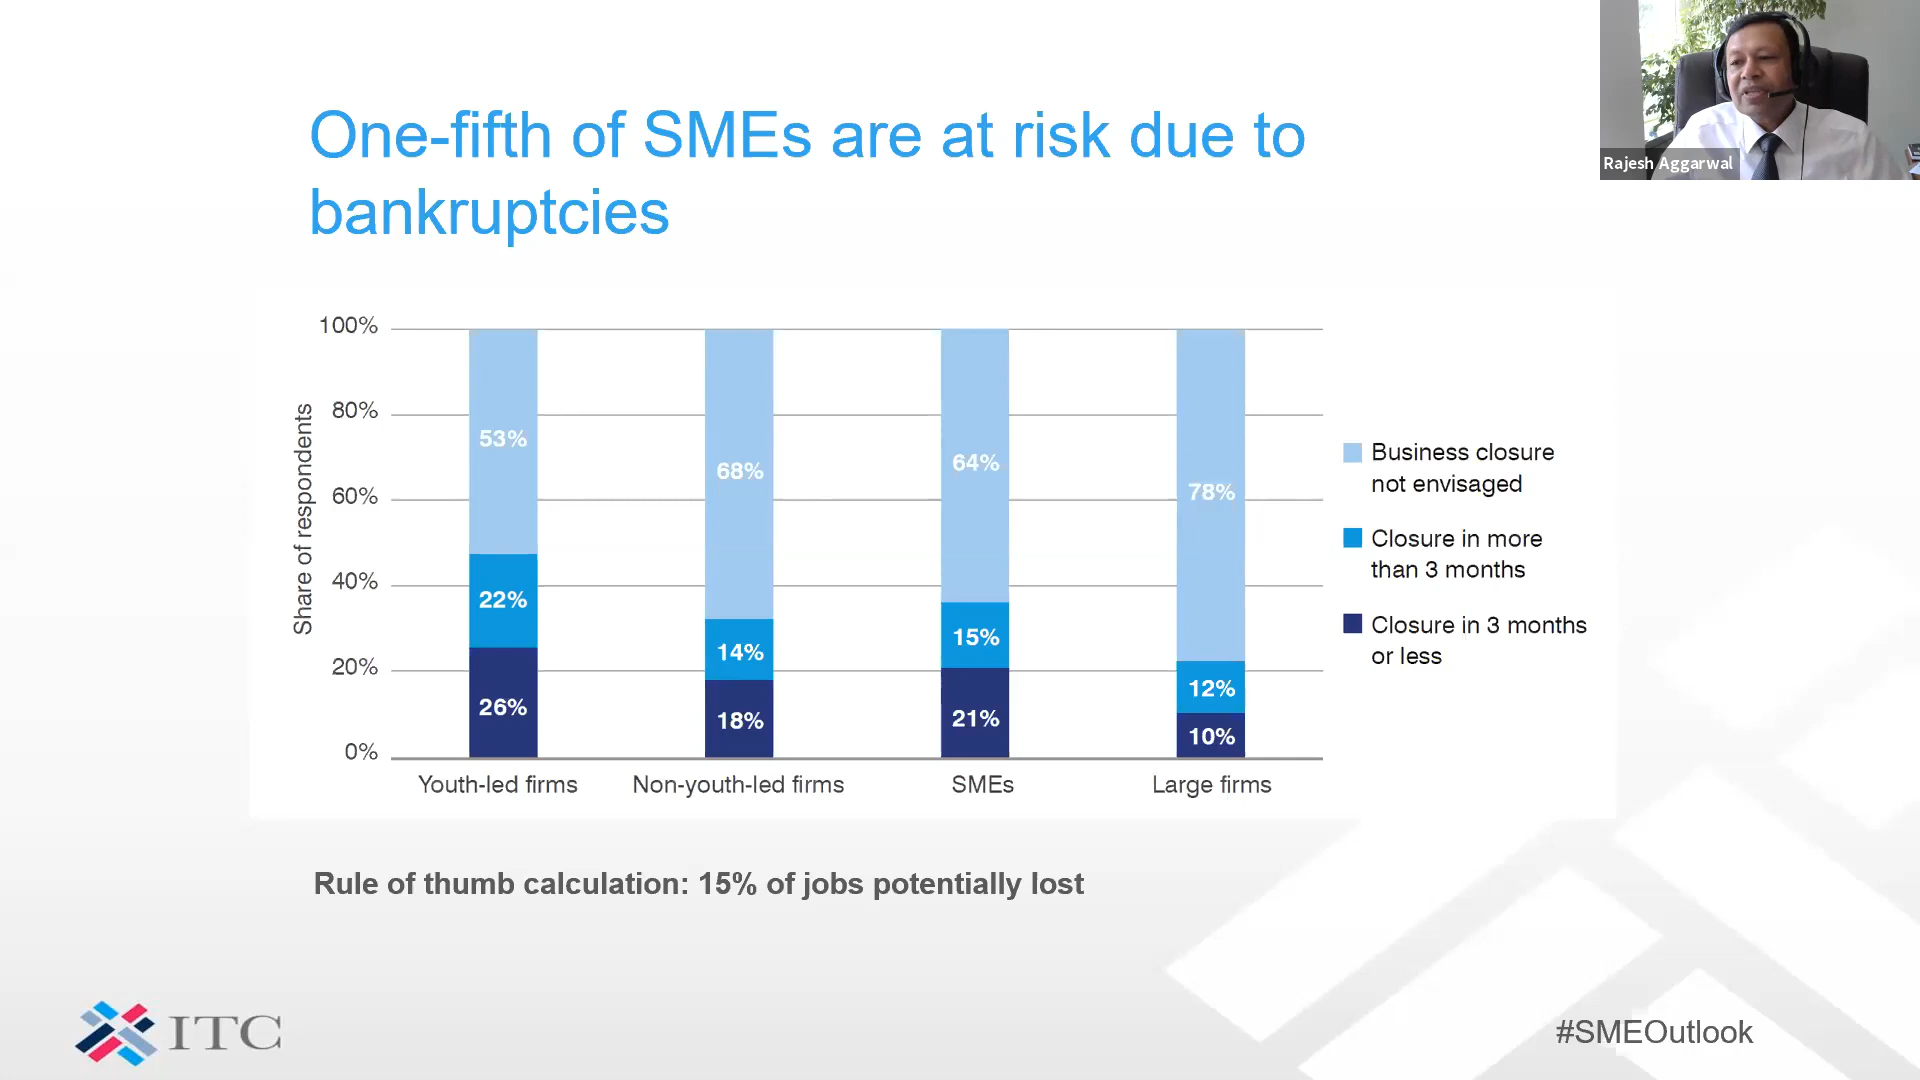 One-fifth of SMEs are at risk due to
bankruptcies
Rajesh Aggarwal
Share of respondents
100%
80%
60%
40%
20%
0%
53%
22%
26%
68%
14%
18%
64%
15%
21%
78%
12%
10%
Youth-led firms
Non-youth-led firms
SMEs
Large firms
Business closure
not envisaged
Closure in more
than 3 months
Closure in 3 months
or less
Rule of thumb calculation: 15% of jobs potentially lost
ITC
#SMEOutlook